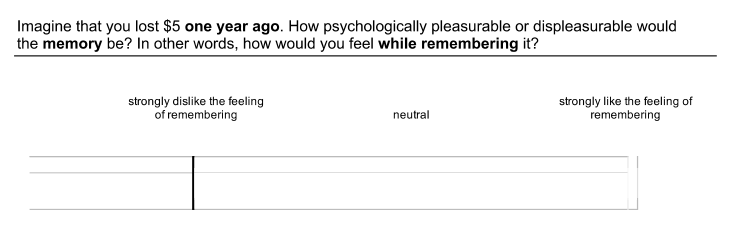 Imagine that you lost $5 one year ago. How psychologically pleasurable or displeasurable would
the memory be? In other words, how would you feel while remembering it?
strongly dislike the feeling
of remembering
neutral
strongly like the feeling of
remembering